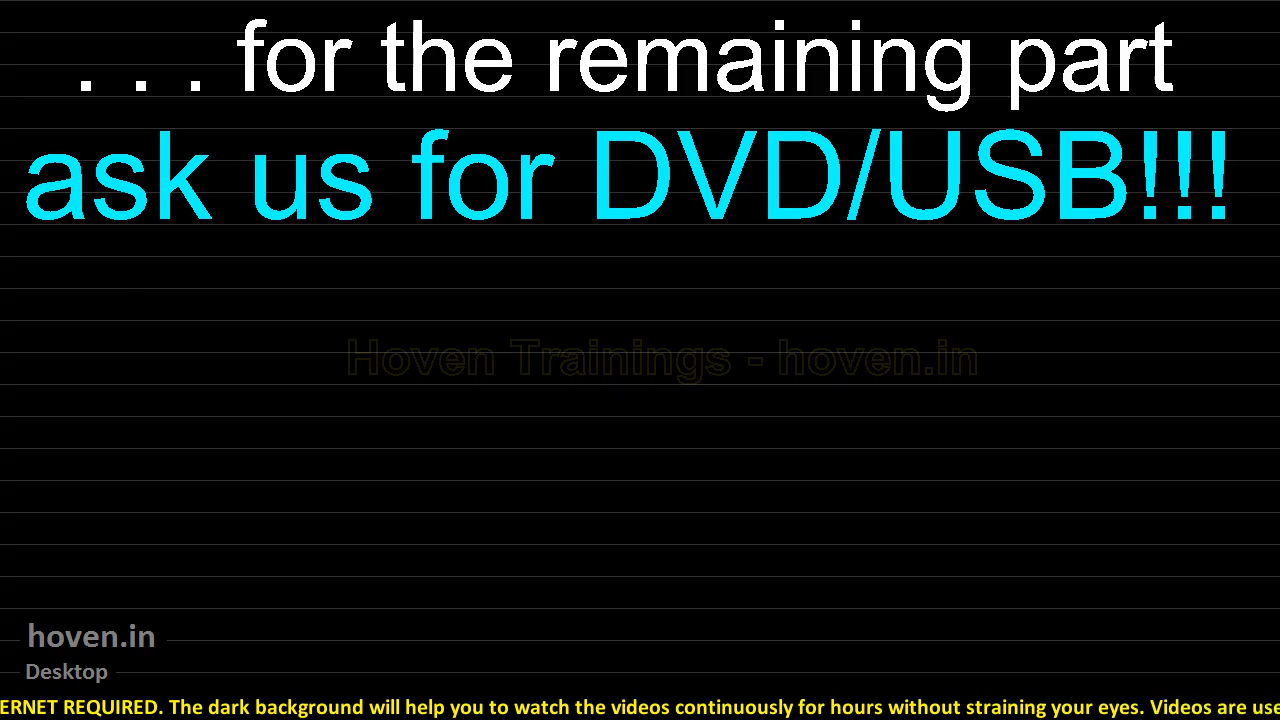 . . . for the remaining part
ask us for DVD/USB!!!
Hoven Trainings - hoven.in
hoven.in
Desktop
ERNET REQUIRED. The dark background will help you to watch the videos continuously for hours without straining your eyes. Videos are use